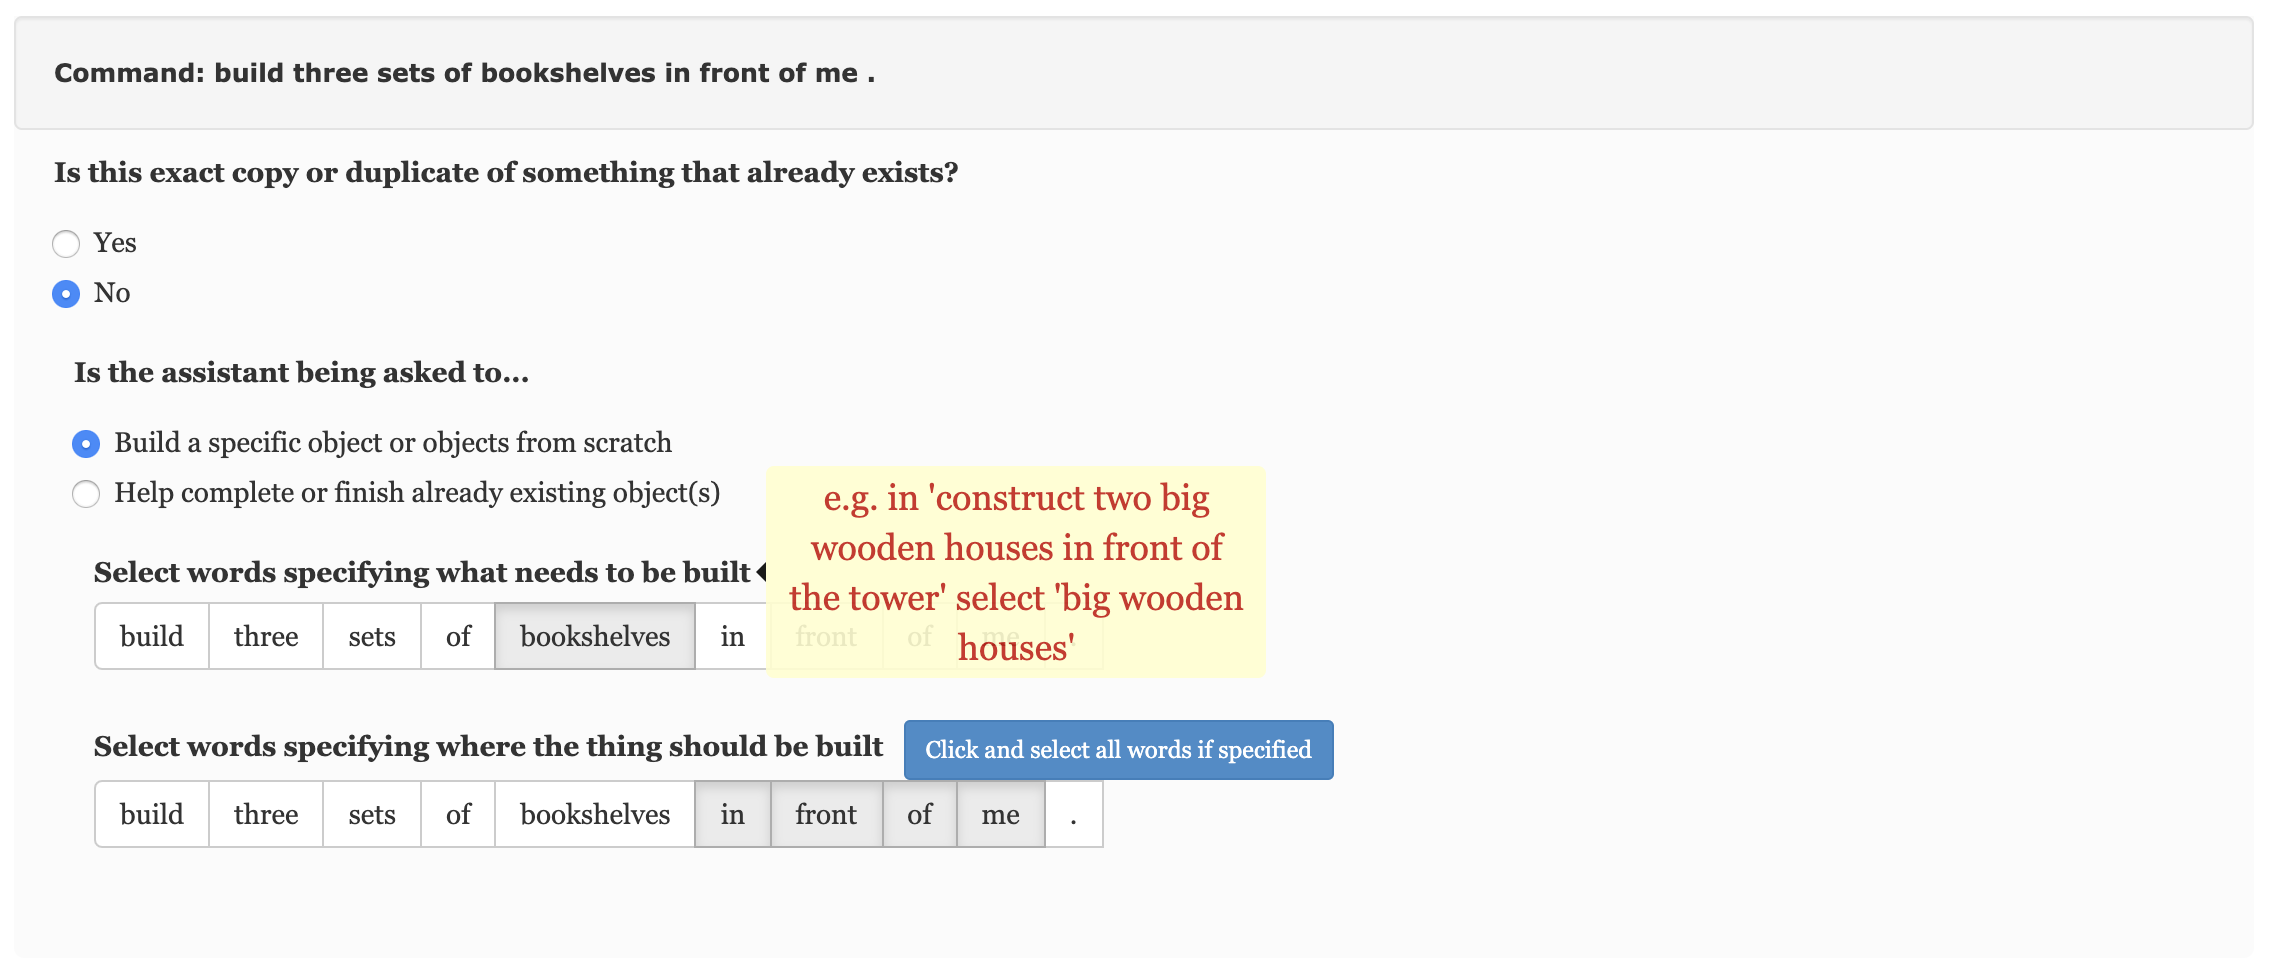 Command: build three sets of bookshelves in front of me .
Is this exact copy or duplicate of something that already exists?
Yes
No
Is the assistant being asked to...
Build a specific object or objects from scratch
Help complete or finish already existing object(s)
e.g. in 'construct two big
wooden houses in front of
the tower' select 'big wooden
houses'
Select words specifying what needs to be built
build three sets of bookshelves in front of me
Select words specifying where the thing should be built
Click and select all words if specified
build three sets of bookshelves in front of me .